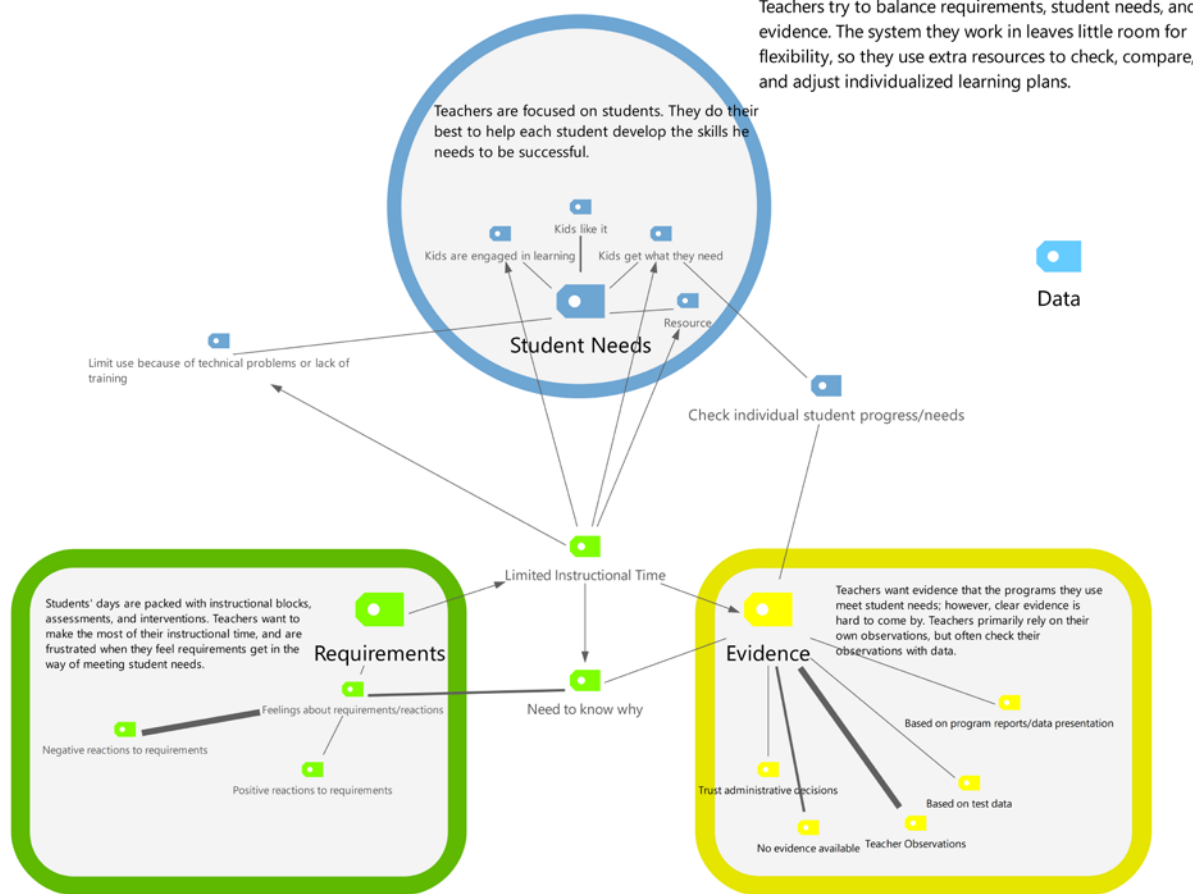 Teachers try to balance requirements, student needs, and
evidence. The system they work in leaves little room for
flexibility, so they use extra resources to check, compare,
and adjust individualized learning plans.
Teachers are focused on students. They do their
best to help each student develop the skills he
needs to be successful.
Kids like it
Kids are engaged in learning
Kids get what they need
Data
Resource
Student Needs
Limit use because of technical problems or lack of
training
Check individual student progress/needs
Limited Instructional Time
Students' days are packed with instructional blocks,
assessments, and interventions. Teachers want to
make the most of their instructional time, and are
frustrated when they feel requirements get in the
way of meeting student needs.
Requirements
Feelings about requirements/reactions
Negative reactions to requirements
Positive reactions to requirements
Need to know why
Evidence
Teachers want evidence that the programs they use
meet student needs; however, clear evidence is
hard to come by. Teachers primarily rely on their
own observations, but often check their
observations with data.
Based on program reports/data presentation
Trust administrative decisions
Based on test data
No evidence available
Teacher Observations